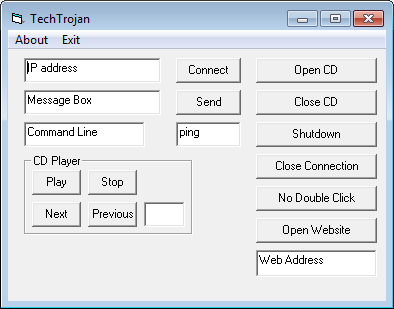 TechTrojan
About Exit
IP address Connect Open CD
Message Box Send Close CD
Command Line ping Shutdown
CD Player Close Connection
Play Stop
No Double Click
Next Previous
Open Website
Web Address